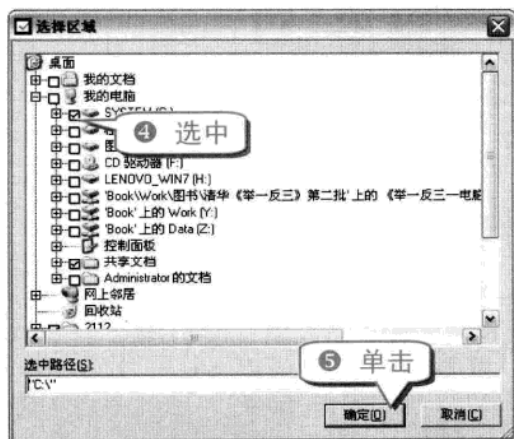 选择区域
桌面
我的文档
我的电脑
SYSTEM (C:)
④ 选中
CD 驱动器 (F:)
LENOVO_WIN7 (H:)
'Book\Work\图书\清华《举一反三》第二批' 上的 《举一反三—电脑
'Book' 上的 Work (Y:)
'Book' 上的 Data (Z:)
控制面板
共享文档
Administrator 的文档
网上邻居
回收站
2112
选中路径(S):
"C:\"
⑤ 单击
确定(O)
取消(C)